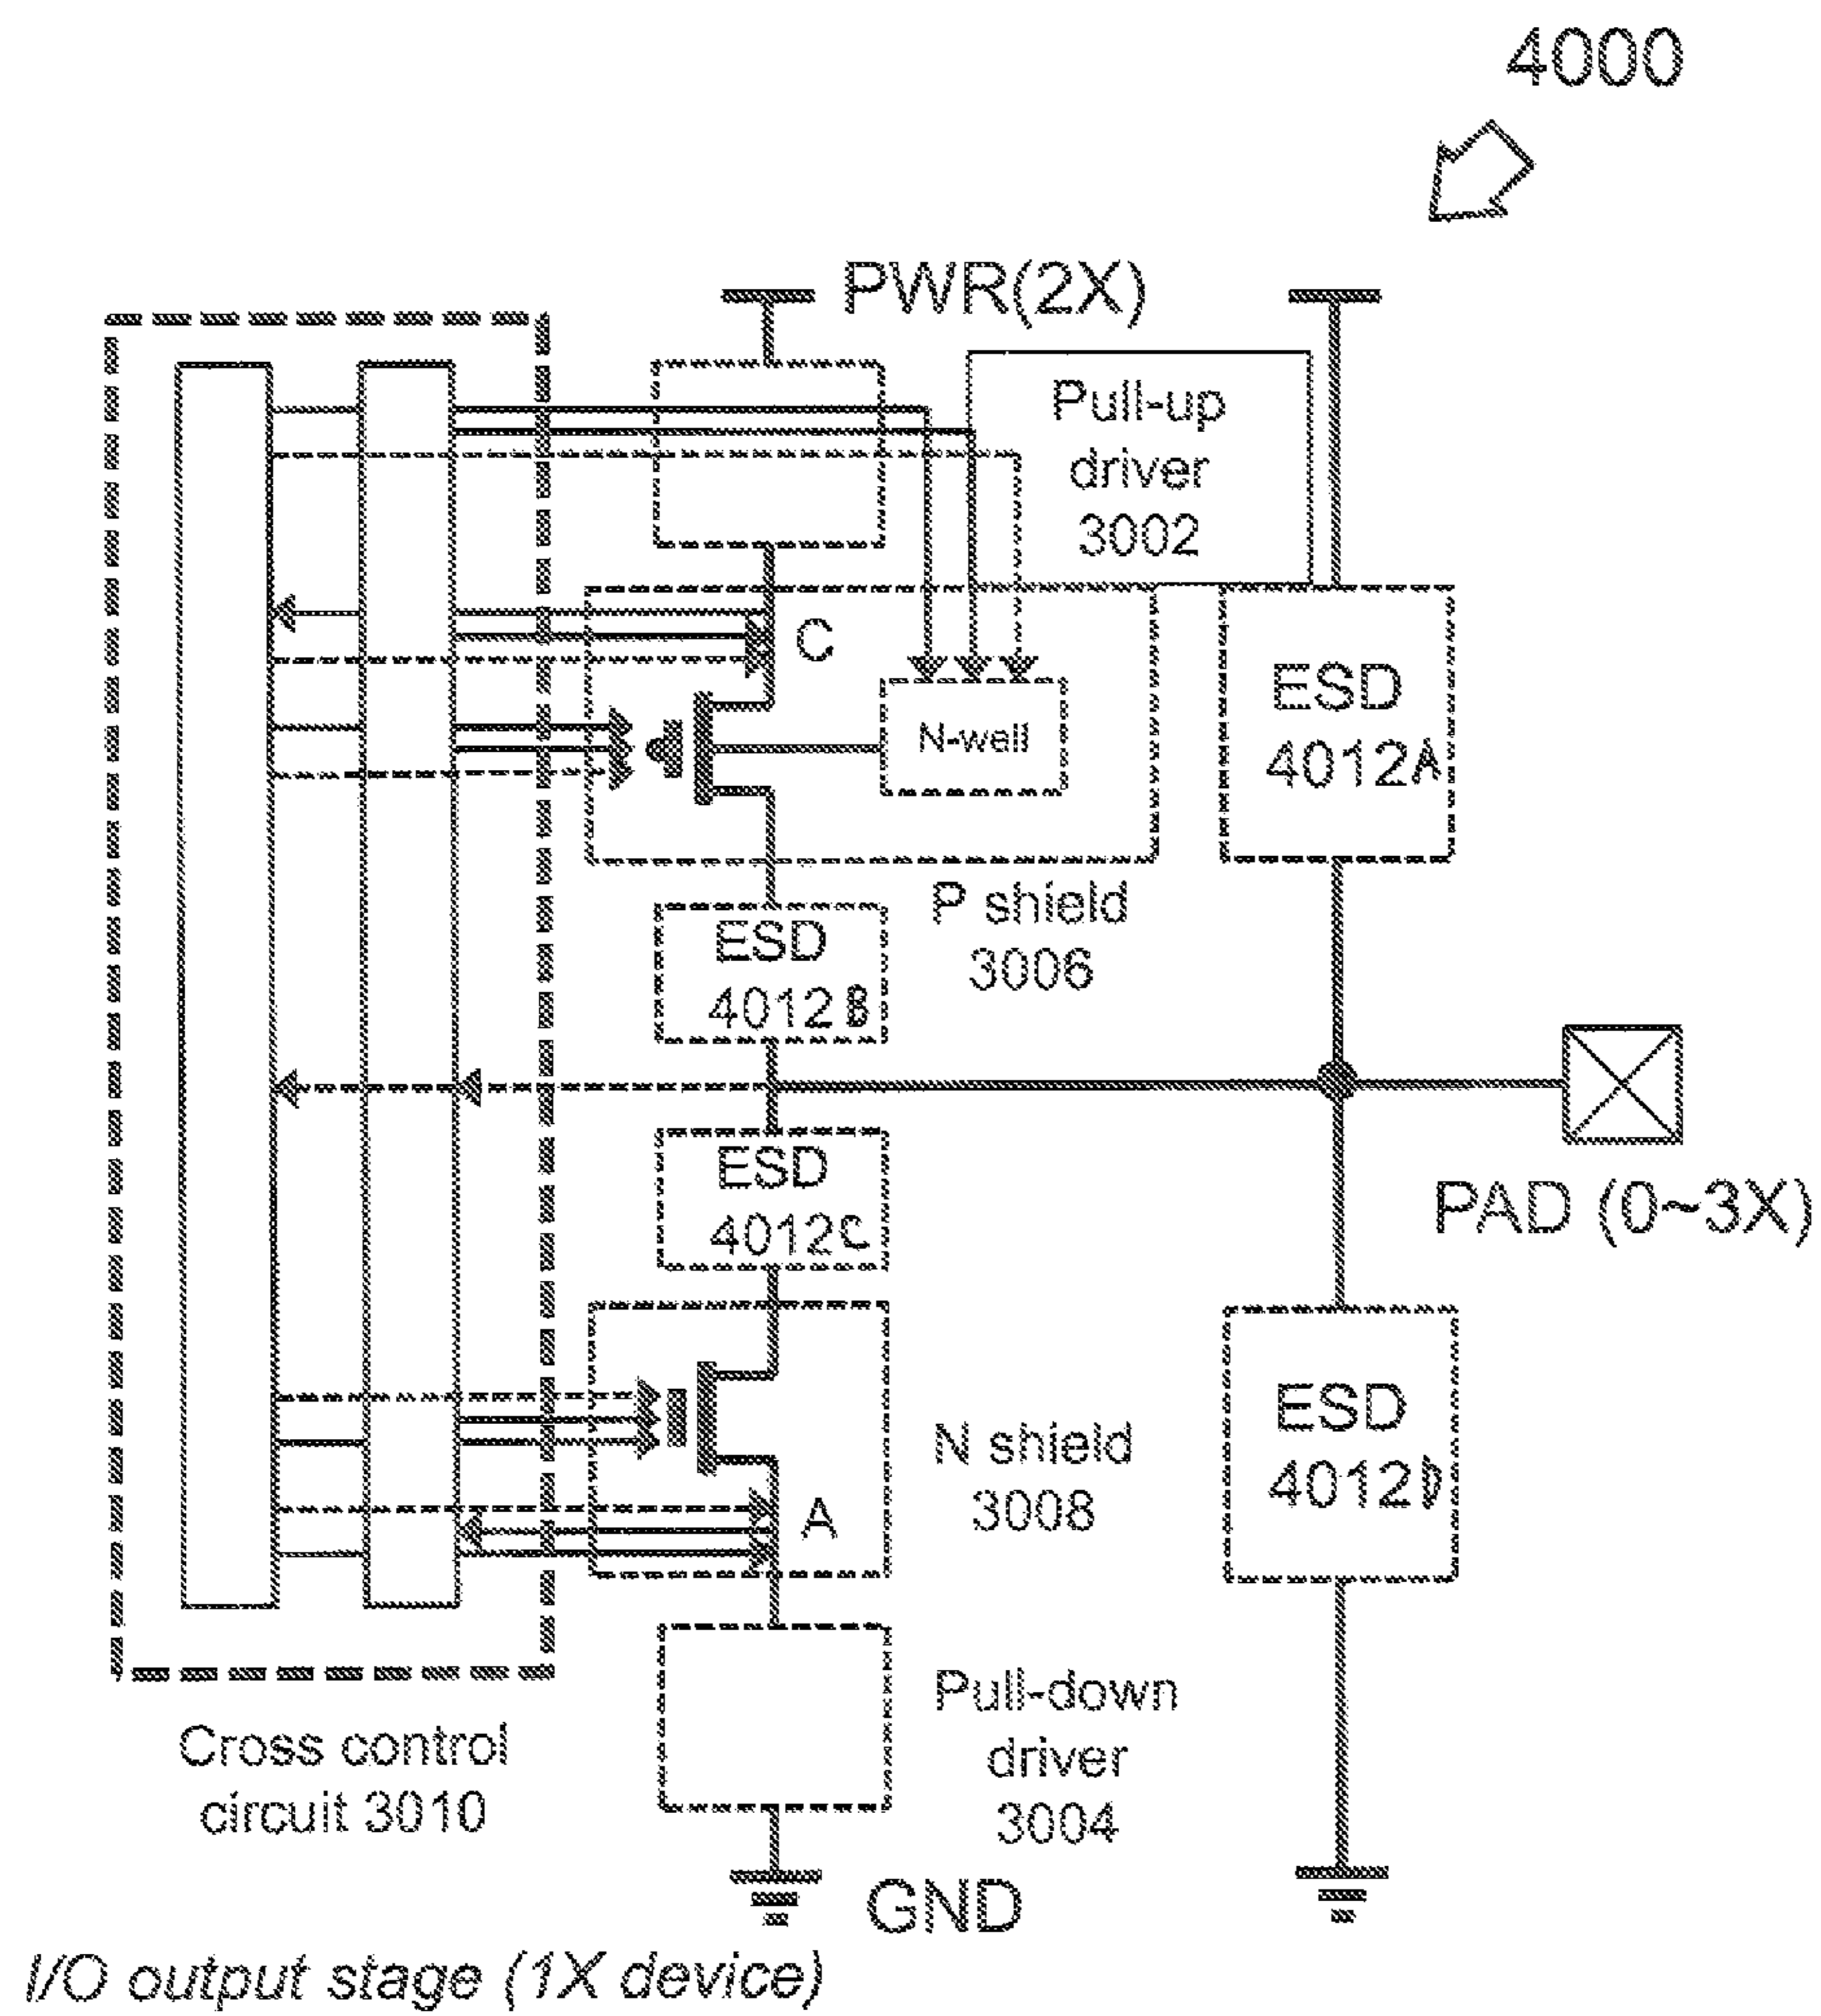 4000
PWR(2X)
Pull-up
driver
3002
C
N-well
ESD
4012A
P shield
3006
ESD
4012B
ESD
4012C
PAD (0~3X)
N shield
3008
A
ESD
4012D
Pull-down
driver
3004
Cross control
circuit 3010
GND
I/O output stage (1X device)